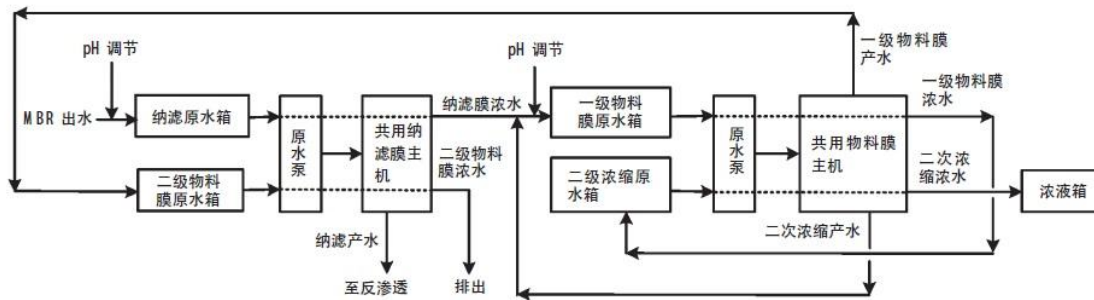 pH 调节
MBR 出水
纳滤原水箱
二级物料
膜原水箱
原
水
泵
共用纳
滤膜主
机
纳滤膜浓水
二级物料
膜浓水
纳滤产水
至反渗透
排出
pH 调节
一级物料
膜原水箱
二级浓缩原
水箱
原
水
泵
共用物料膜
主机
一级物料膜
产水
一级物料膜
浓水
二次浓
缩浓水
二次浓缩产水
浓液箱